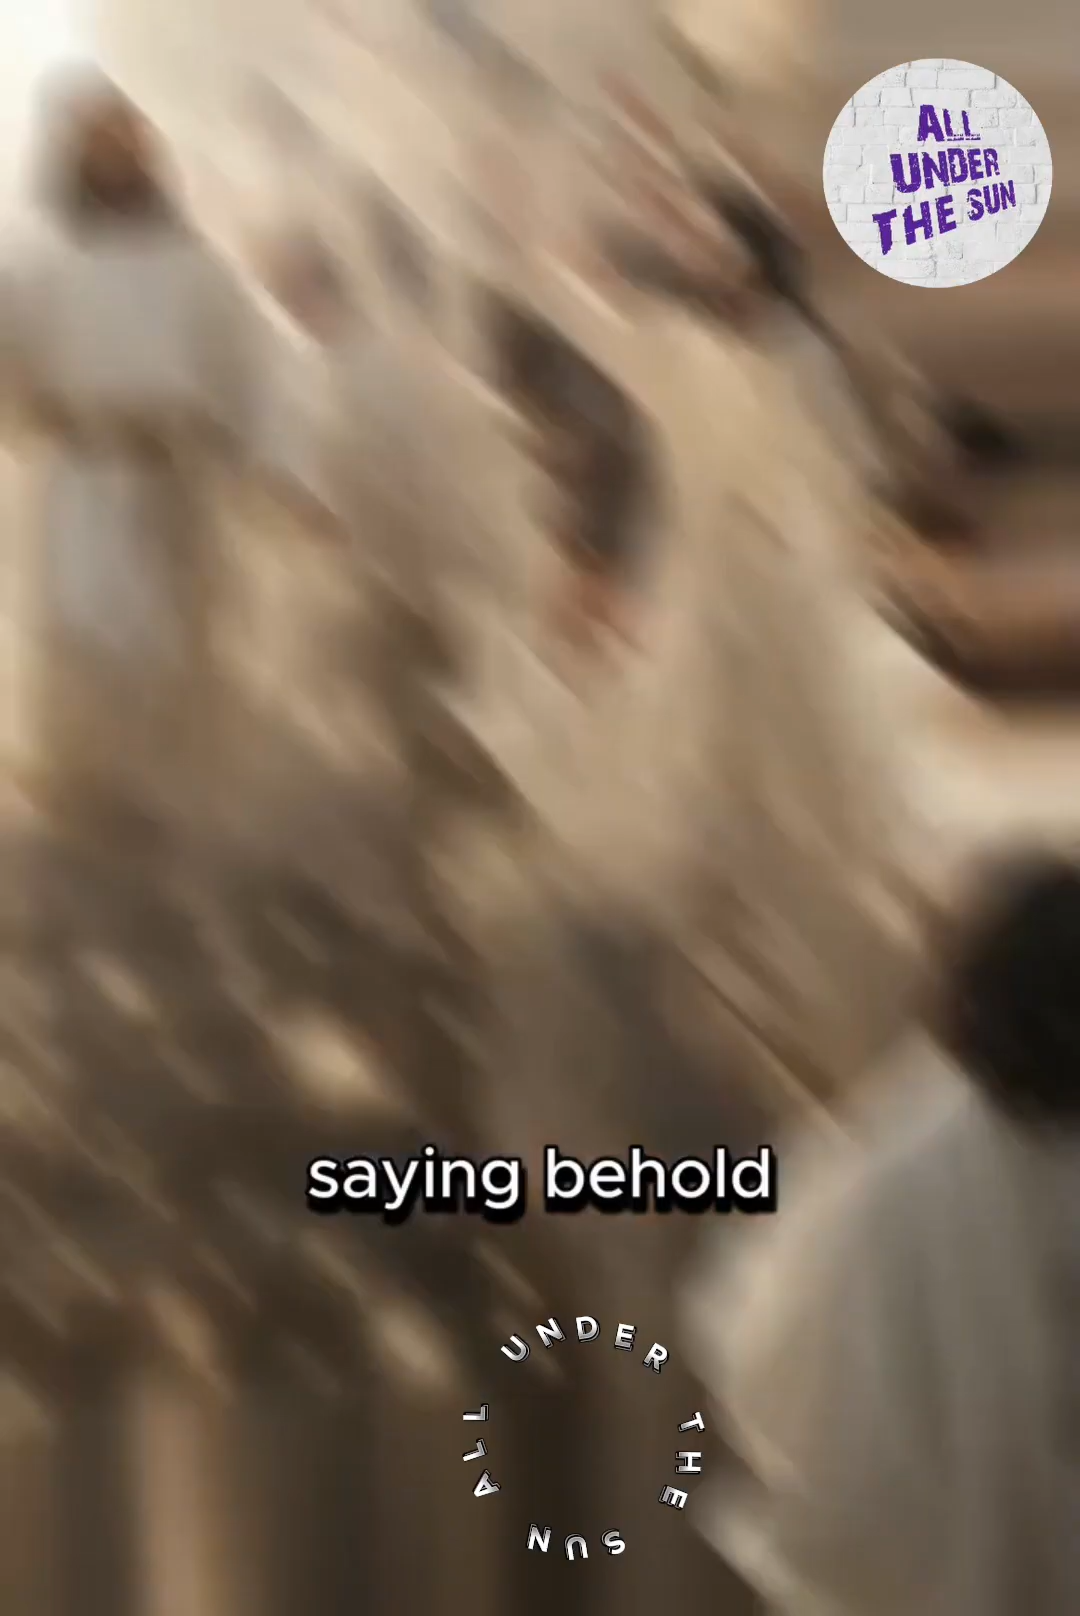 ALL
UNDER
THE SUN
saying behold
ALL UNDER THE SUN